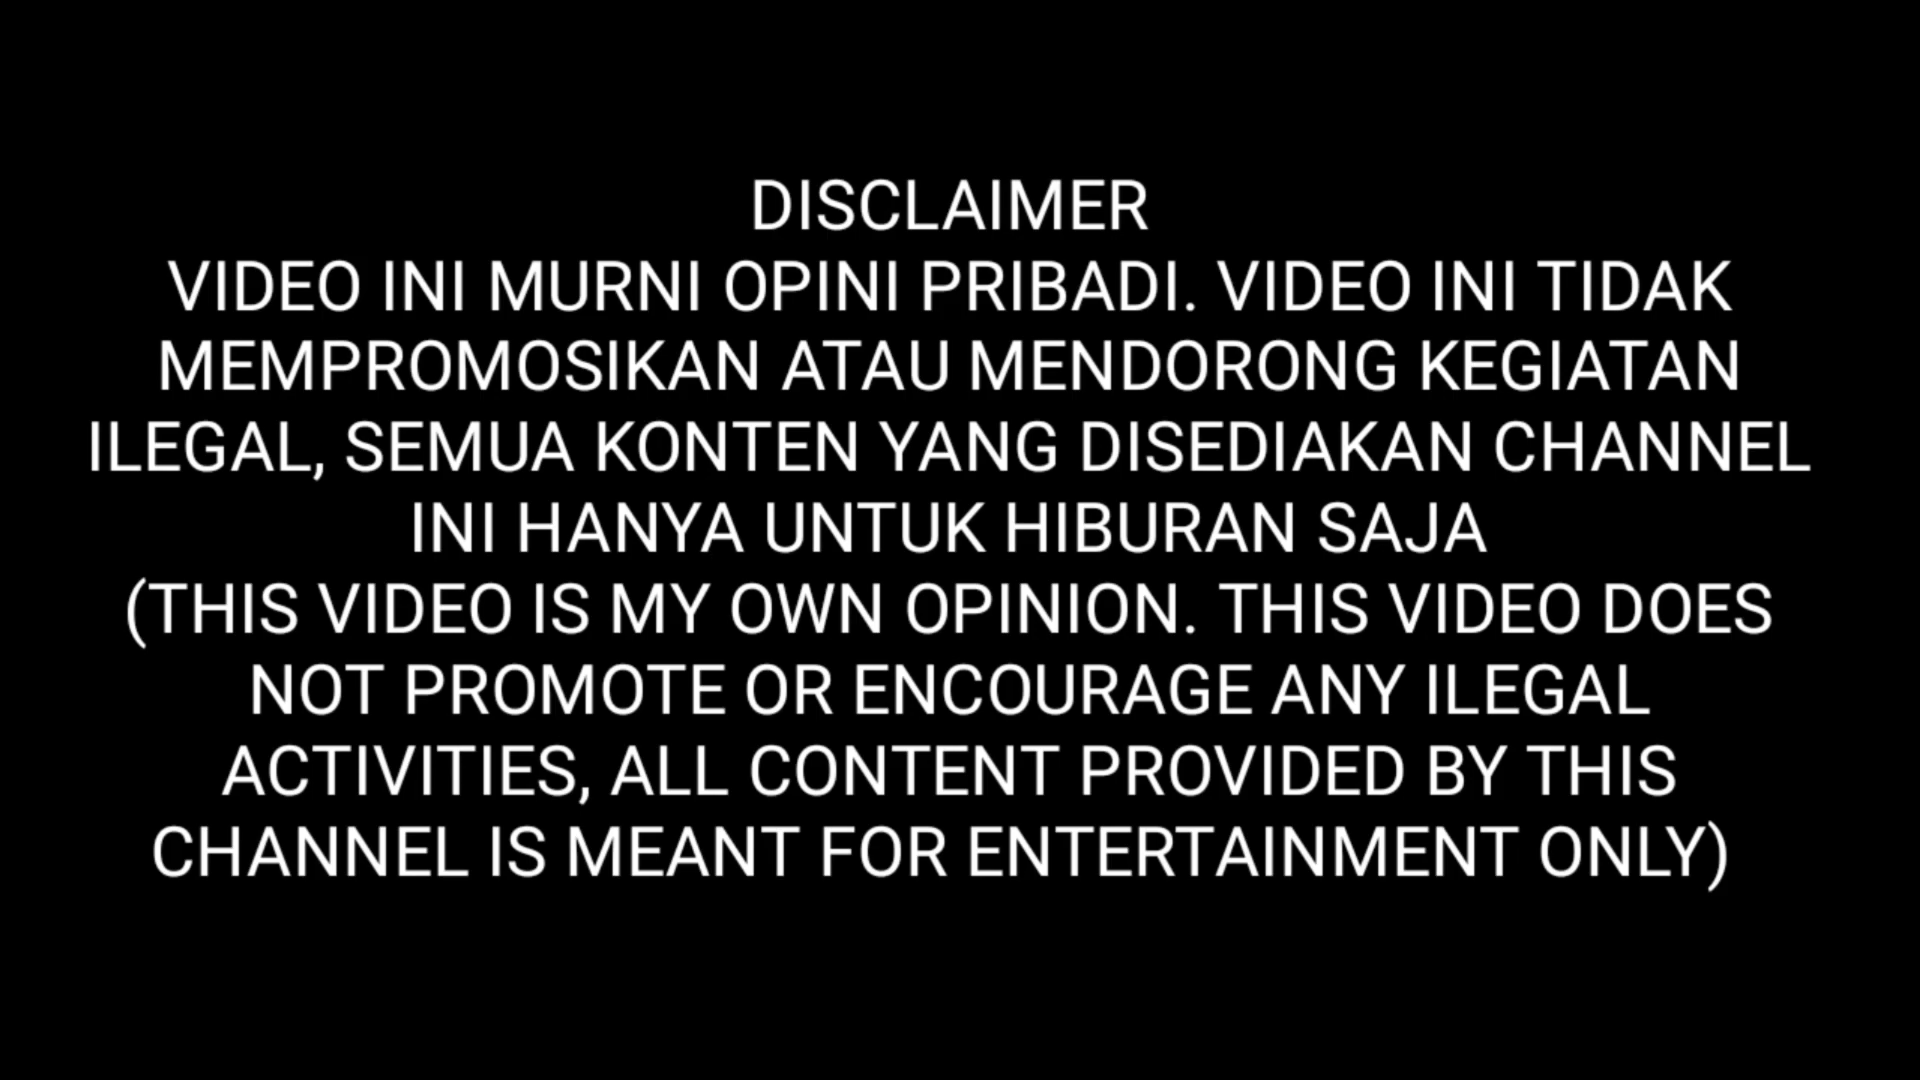 DISCLAIMER
VIDEO INI MURNI OPINI PRIBADI. VIDEO INI TIDAK
MEMPROMOSIKAN ATAU MENDORONG KEGIATAN
ILEGAL, SEMUA KONTEN YANG DISEDIAKAN CHANNEL
INI HANYA UNTUK HIBURAN SAJA
(THIS VIDEO IS MY OWN OPINION. THIS VIDEO DOES
NOT PROMOTE OR ENCOURAGE ANY ILEGAL
ACTIVITIES, ALL CONTENT PROVIDED BY THIS
CHANNEL IS MEANT FOR ENTERTAINMENT ONLY)